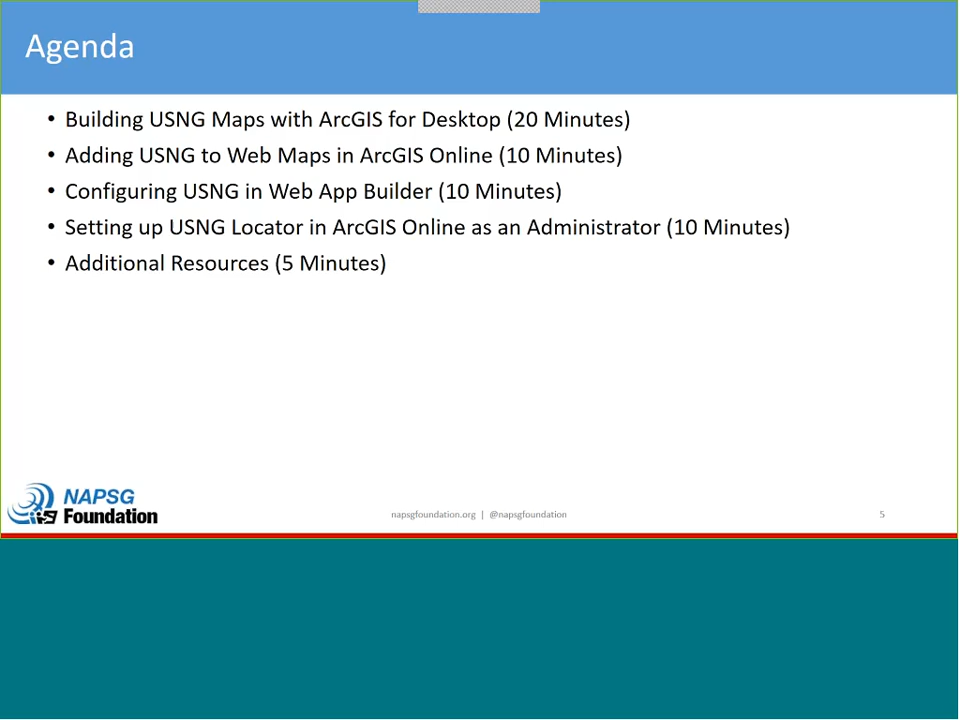 Agenda
• Building USNG Maps with ArcGIS for Desktop (20 Minutes)
• Adding USNG to Web Maps in ArcGIS Online (10 Minutes)
• Configuring USNG in Web App Builder (10 Minutes)
• Setting up USNG Locator in ArcGIS Online as an Administrator (10 Minutes)
• Additional Resources (5 Minutes)
NAPSG
Foundation
napsgfoundation.org | @napsgfoundation
5